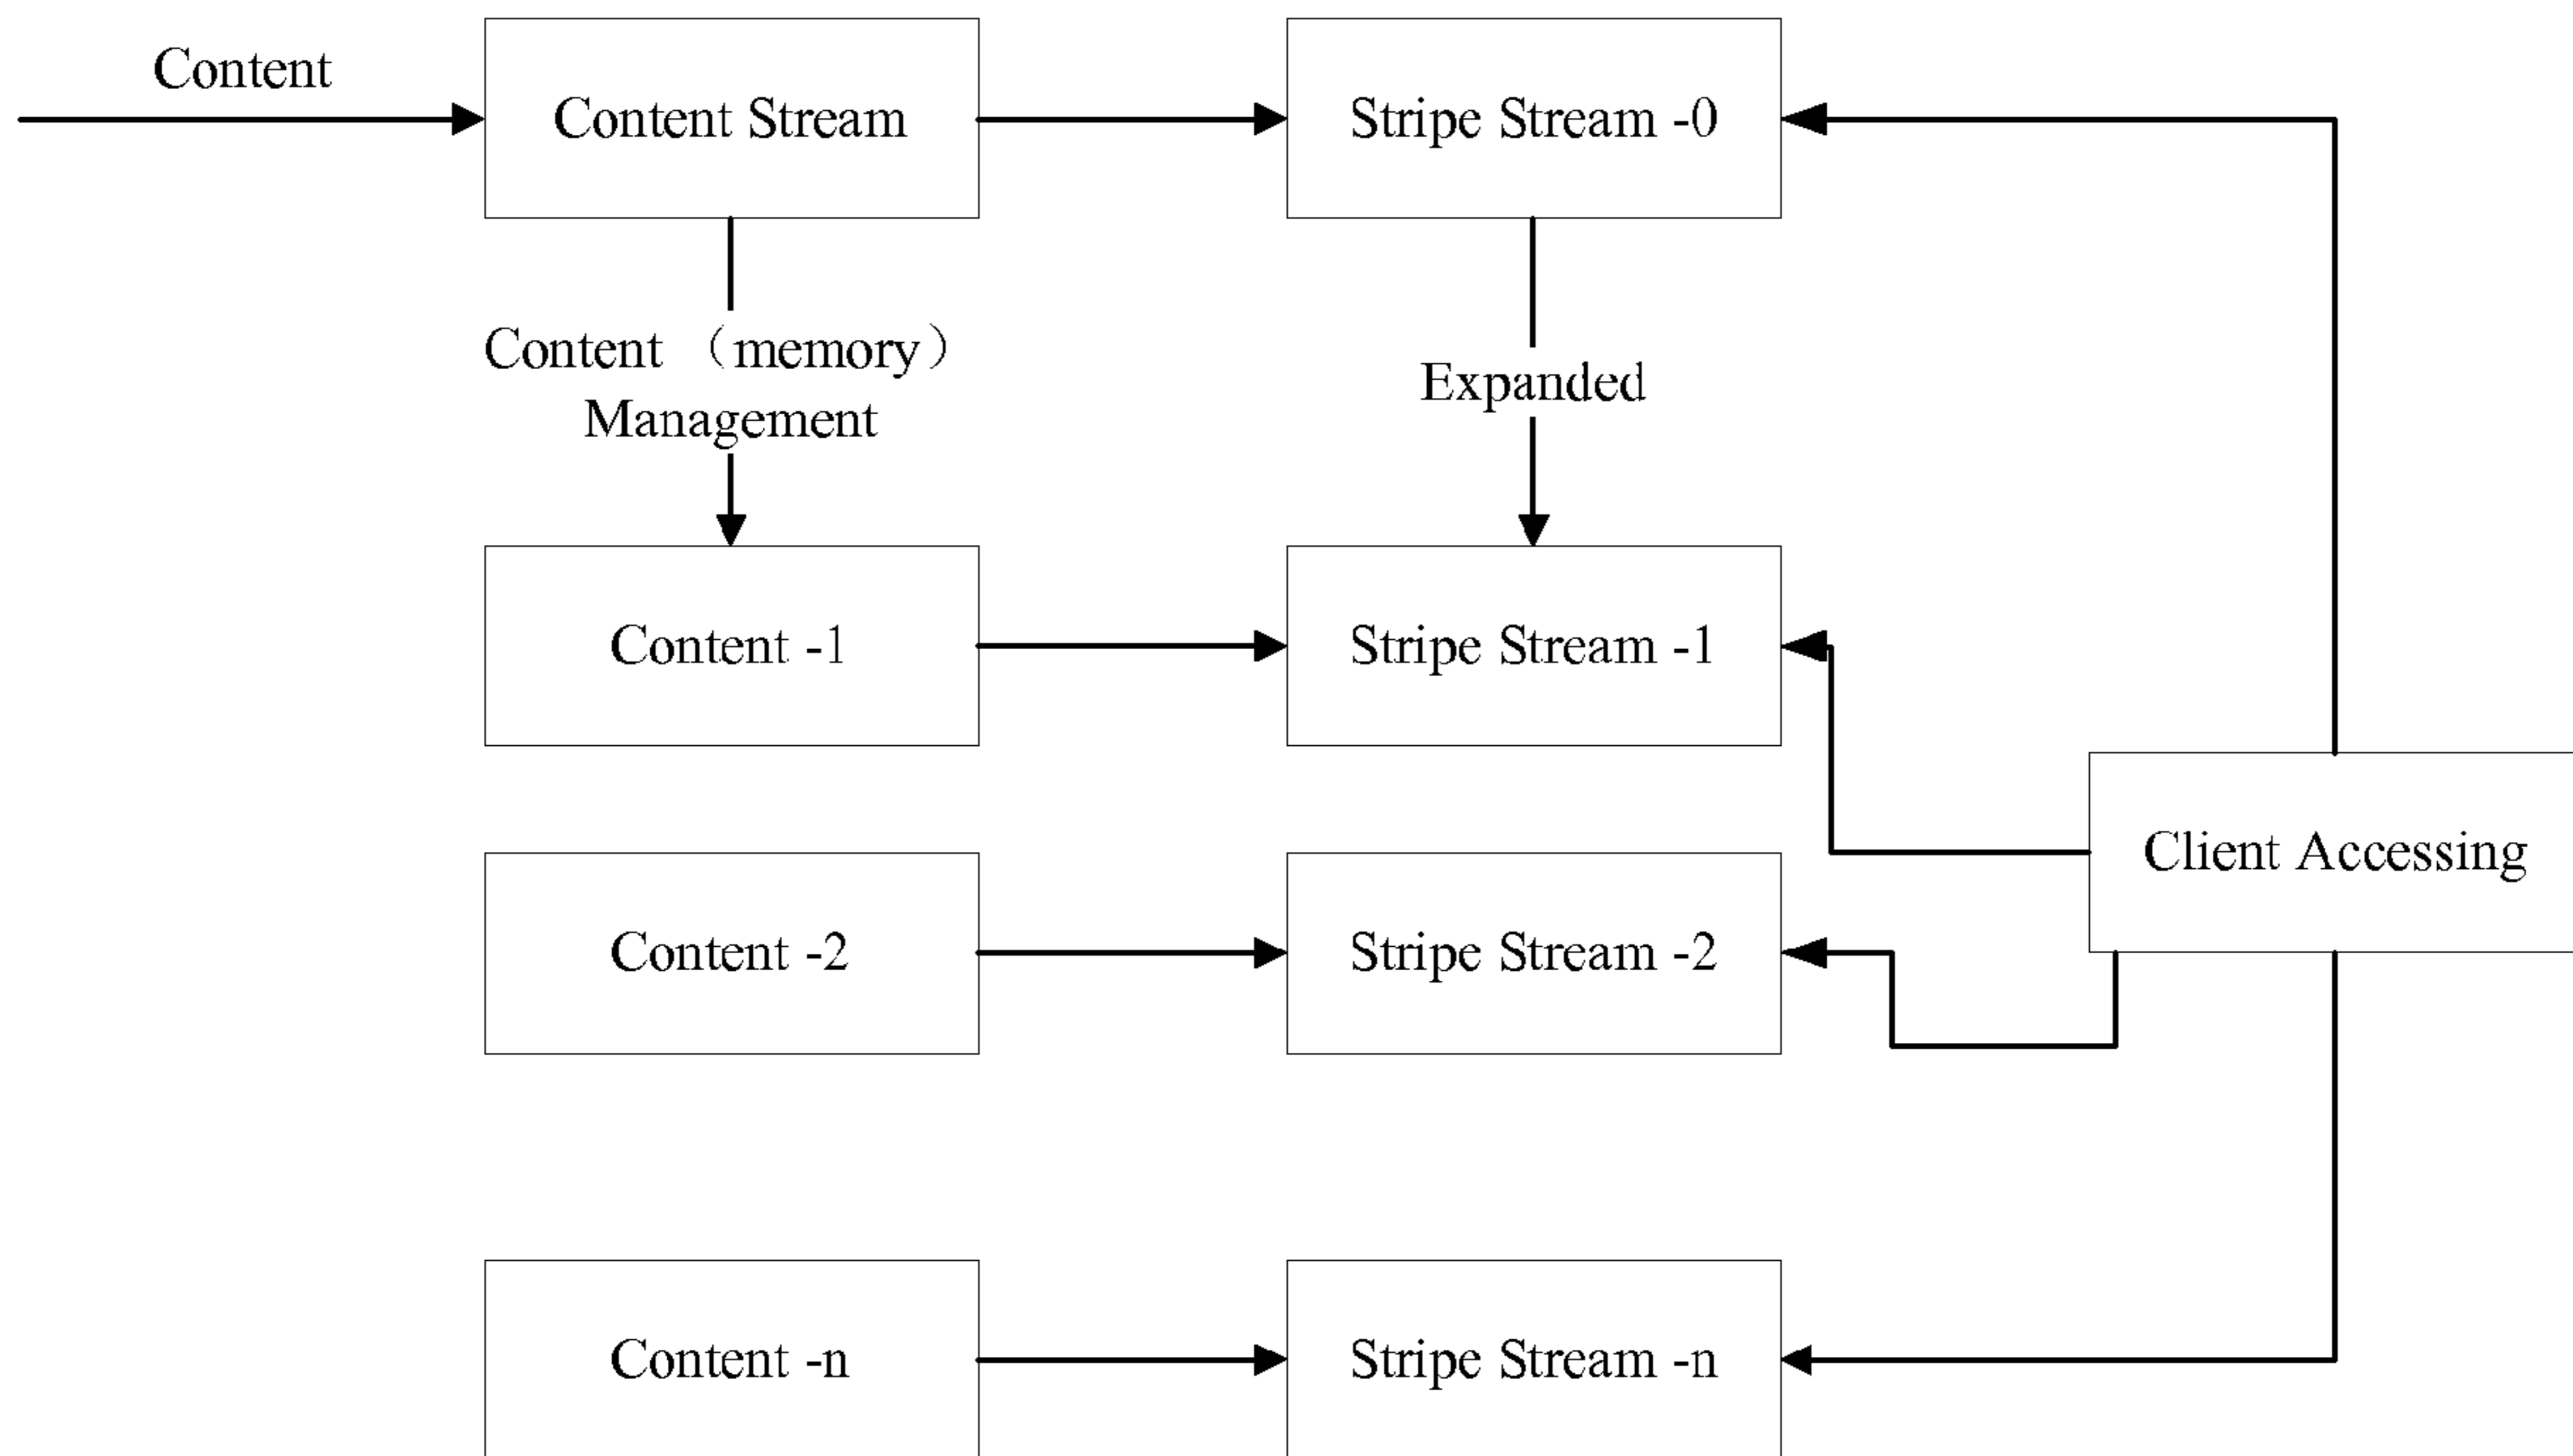 Content
Content Stream
Stripe Stream -0
Content （memory）
Management
Expanded
Content -1
Stripe Stream -1
Client Accessing
Content -2
Stripe Stream -2
Content -n
Stripe Stream -n